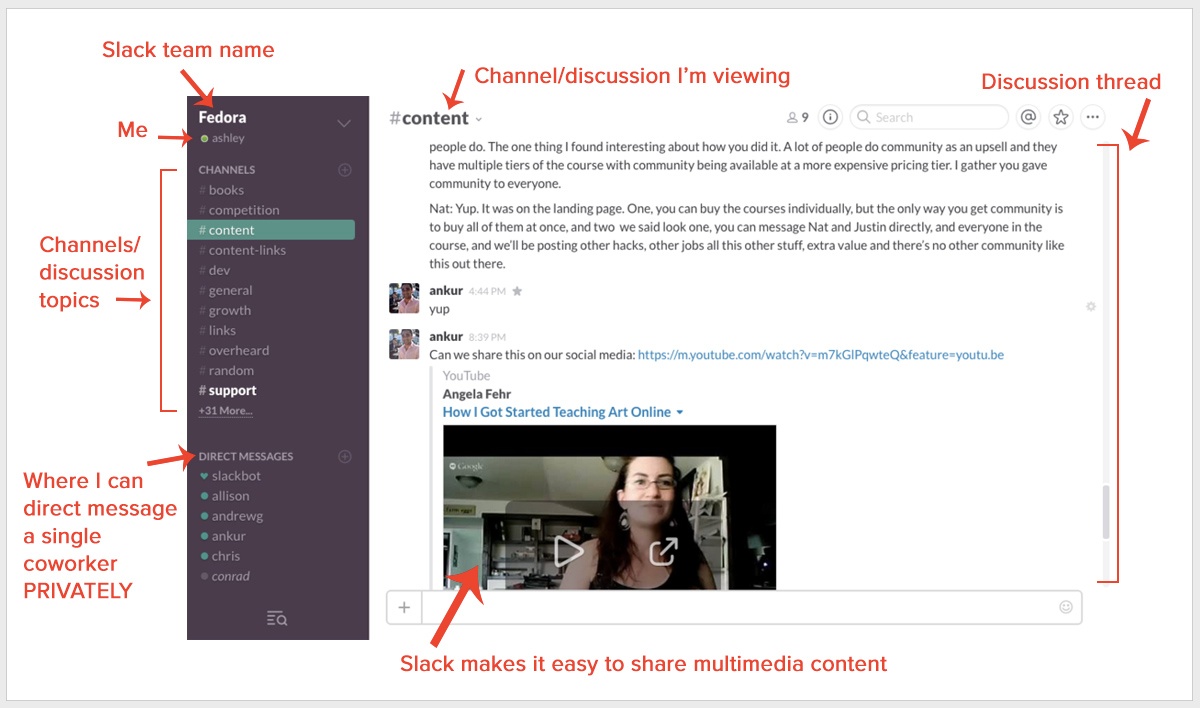 Slack team name
Channel/discussion I'm viewing
Discussion thread
Me
Channels/
discussion
topics
Where I can
direct message
a single
coworker
PRIVATELY
Fedora
ashley
CHANNELS
# books
# competition
# content
# content-links
# dev
# general
# growth
# links
# overheard
# random
# support
+31 More...
DIRECT MESSAGES
slackbot
allison
andrewg
ankur
chris
conrad
#content
9
Search
people do. The one thing I found interesting about how you did it. A lot of people do community as an upsell and they
have multiple tiers of the course with community being available at a more expensive pricing tier. I gather you gave
community to everyone.
Nat: Yup. It was on the landing page. One, you can buy the courses individually, but the only way you get community is
to buy all of them at once, and two we said look one, you can message Nat and Justin directly, and everyone in the
course, and we'll be posting other hacks, other jobs all this other stuff, extra value and there's no other community like
this out there.
ankur 4:44 PM
yup
ankur 8:39 PM
Can we share this on our social media: https://m.youtube.com/watch?v=m7kGlPqwteQ&feature=youtu.be
YouTube
Angela Fehr
How I Got Started Teaching Art Online
Google
farm eggs
Slack makes it easy to share multimedia content